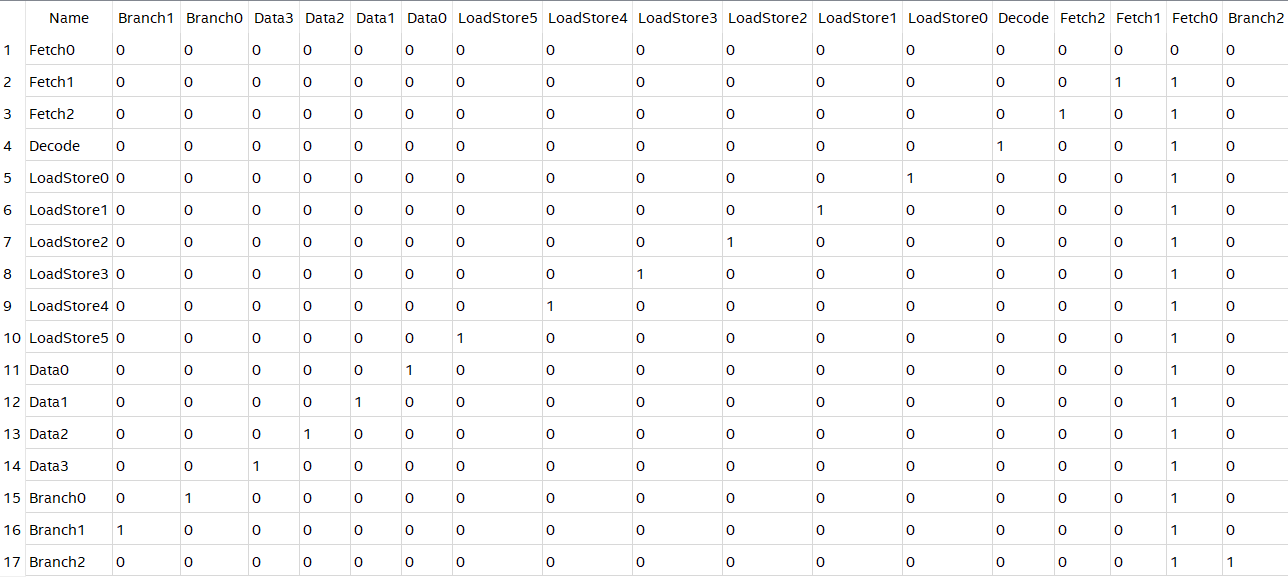 Name Branch1 Branch0 Data3 Data2 Data1 Data0 LoadStore5 LoadStore4 LoadStore3 LoadStore2 LoadStore1 LoadStore0 Decode Fetch2 Fetch1 Fetch0 Branch2
1 Fetch0 0 0 0 0 0 0 0 0 0 0 0 0 0 0 0 0 0
2 Fetch1 0 0 0 0 0 0 0 0 0 0 0 0 0 0 1 1 0
3 Fetch2 0 0 0 0 0 0 0 0 0 0 0 0 0 1 0 1 0
4 Decode 0 0 0 0 0 0 0 0 0 0 0 0 1 0 0 1 0
5 LoadStore0 0 0 0 0 0 0 0 0 0 0 0 1 0 0 0 1 0
6 LoadStore1 0 0 0 0 0 0 0 0 0 0 1 0 0 0 0 1 0
7 LoadStore2 0 0 0 0 0 0 0 0 0 1 0 0 0 0 0 1 0
8 LoadStore3 0 0 0 0 0 0 0 0 1 0 0 0 0 0 0 1 0
9 LoadStore4 0 0 0 0 0 0 0 1 0 0 0 0 0 0 0 1 0
10 LoadStore5 0 0 0 0 0 0 1 0 0 0 0 0 0 0 0 1 0
11 Data0 0 0 0 0 0 1 0 0 0 0 0 0 0 0 0 1 0
12 Data1 0 0 0 0 1 0 0 0 0 0 0 0 0 0 0 1 0
13 Data2 0 0 0 1 0 0 0 0 0 0 0 0 0 0 0 1 0
14 Data3 0 0 1 0 0 0 0 0 0 0 0 0 0 0 0 1 0
15 Branch0 0 1 0 0 0 0 0 0 0 0 0 0 0 0 0 1 0
16 Branch1 1 0 0 0 0 0 0 0 0 0 0 0 0 0 0 1 0
17 Branch2 0 0 0 0 0 0 0 0 0 0 0 0 0 0 0 1 1